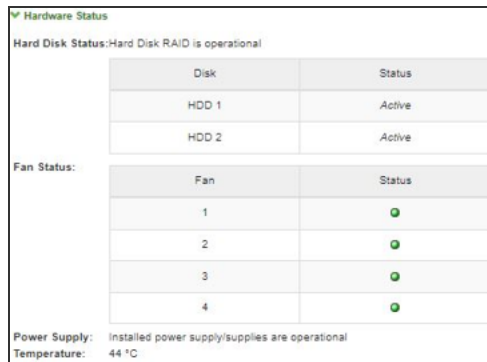 Hardware Status
Hard Disk Status:Hard Disk RAID is operational
Disk Status
HDD 1 Active
HDD 2 Active
Fan Status:
Fan Status
1
2
3
4
Power Supply: Installed power supply/supplies are operational
Temperature: 44 °C